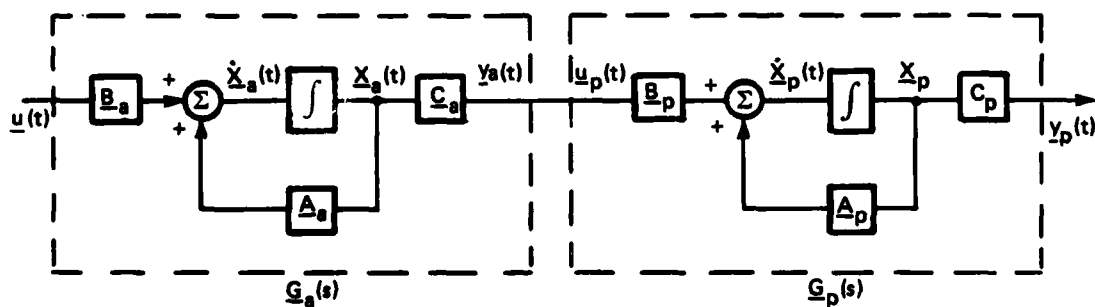 u(t)
B_a
+
+
Σ
Ẋ_a(t)
∫
X_a(t)
C_a
y_a(t)
A_a
G_a(s)
u_p(t)
B_p
+
+
Σ
Ẋ_p(t)
∫
X_p
C_p
y_p(t)
A_p
G_p(s)